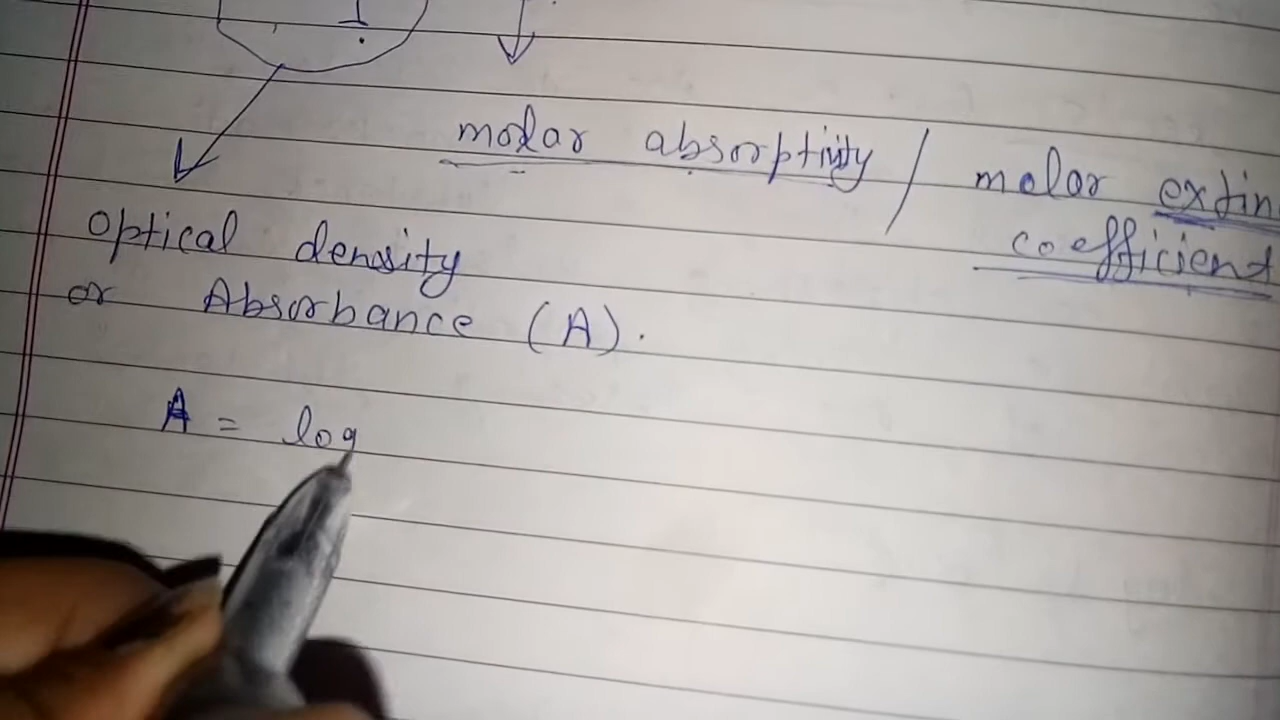 I
molar absorptivity / molar extin
coefficient
Optical density
or Absorbance (A).
A = log